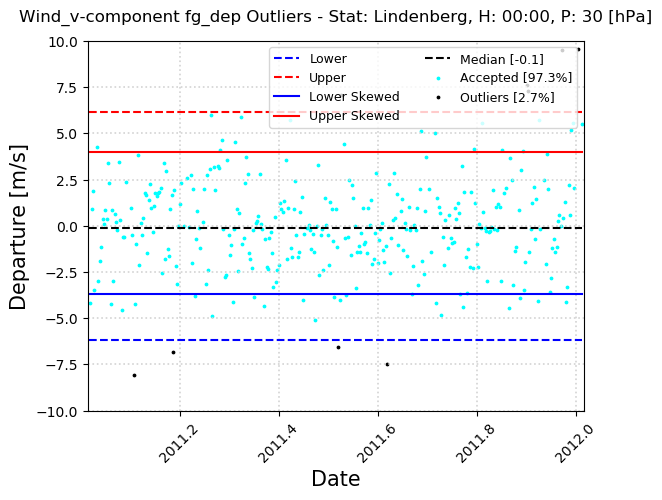 Wind_v-component fg_dep Outliers - Stat: Lindenberg, H: 00:00, P: 30 [hPa]
10.0
7.5
5.0
2.5
0.0
−2.5
−5.0
−7.5
−10.0
Departure [m/s]
Lower
Upper
Lower Skewed
Upper Skewed
Median [-0.1]
Accepted [97.3%]
Outliers [2.7%]
2011.2
2011.4
2011.6
2011.8
2012.0
Date